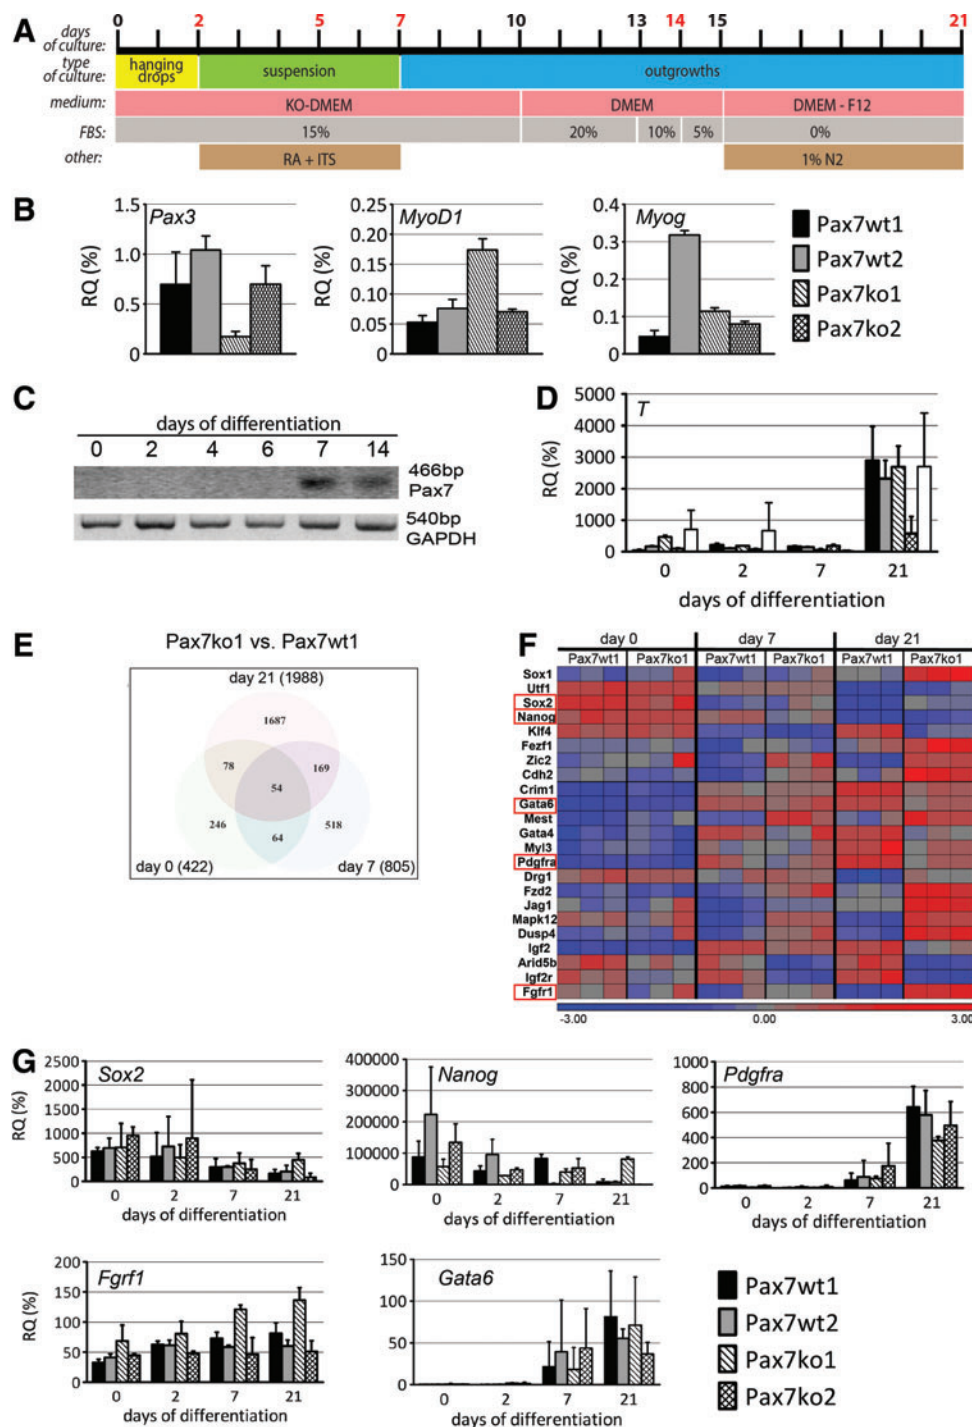 A
days of culture: 0 2 5 7 10 13 14 15 21
type of culture: hanging drops suspension outgrowths
medium: KO-DMEM DMEM DMEM - F12
FBS: 15% 20% 10% 5% 0%
other: RA + ITS 1% N2
B
Pax3
RQ (%)
1.5
1.0
0.5
0
MyoD1
RQ (%)
0.25
0.20
0.15
0.10
0.05
0
Myog
RQ (%)
0.4
0.3
0.2
0.1
0
Pax7wt1
Pax7wt2
Pax7ko1
Pax7ko2
C
days of differentiation
0 2 4 6 7 14
466bp
Pax7
540bp
GAPDH
D
T
RQ (%)
5000
4000
3000
2000
1000
0
0 2 7 21
days of differentiation
E
Pax7ko1 vs. Pax7wt1
day 21 (1988)
1687
78 169
54
246 518
64
day 0 (422) day 7 (805)
F
day 0 day 7 day 21
Pax7wt1 Pax7ko1 Pax7wt1 Pax7ko1 Pax7wt1 Pax7ko1
Sox1
Utf1
Sox2
Nanog
Klf4
Fezf1
Zic2
Cdh2
Crim1
Gata6
Mest
Gata4
Myl3
Pdgfra
Drg1
Fzd2
Jag1
Mapk12
Dusp4
Igf2
Arid5b
Igf2r
Fgfr1
-3.00 0.00 3.00
G
Sox2
RQ (%)
2500
2000
1500
1000
500
0
0 2 7 21
days of differentiation
Nanog
400000
300000
200000
100000
0
0 2 7 21
days of differentiation
Pdgfra
RQ (%)
1000
800
600
400
200
0
0 2 7 21
days of differentiation
Fgrf1
RQ (%)
200
150
100
50
0
0 2 7 21
days of differentiation
Gata6
150
100
50
0
0 2 7 21
days of differentiation
Pax7wt1
Pax7wt2
Pax7ko1
Pax7ko2